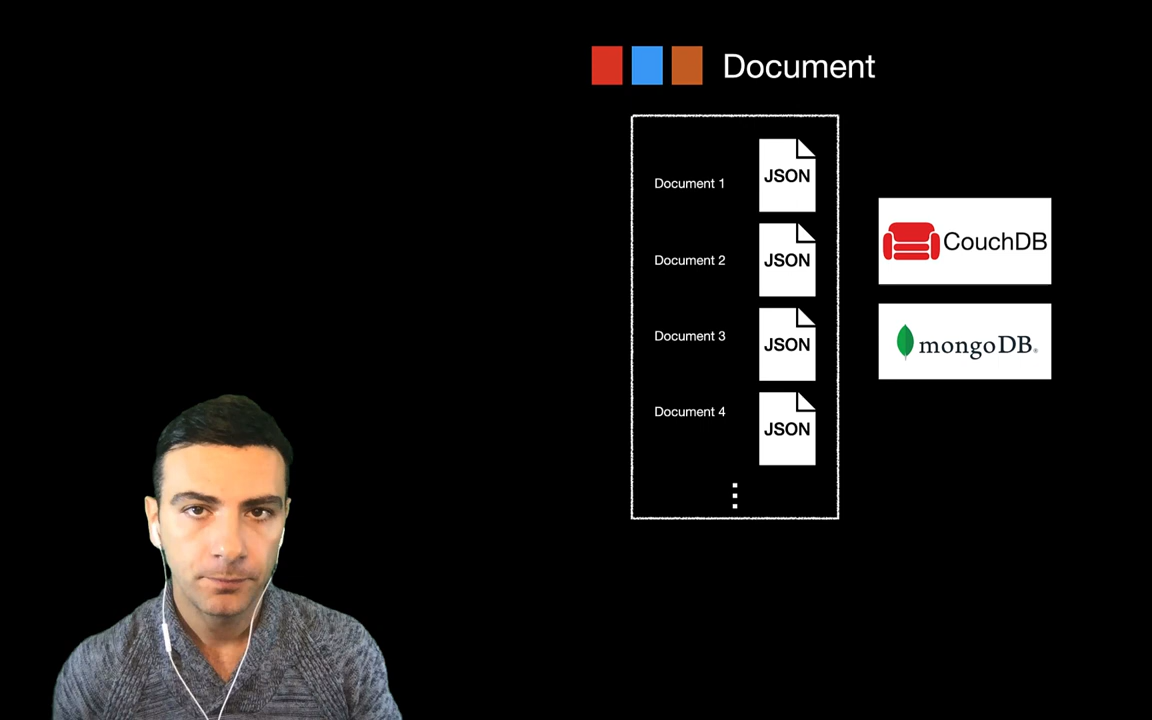 Document
Document 1
JSON
Document 2
JSON
Document 3
JSON
Document 4
JSON
CouchDB
mongoDB®